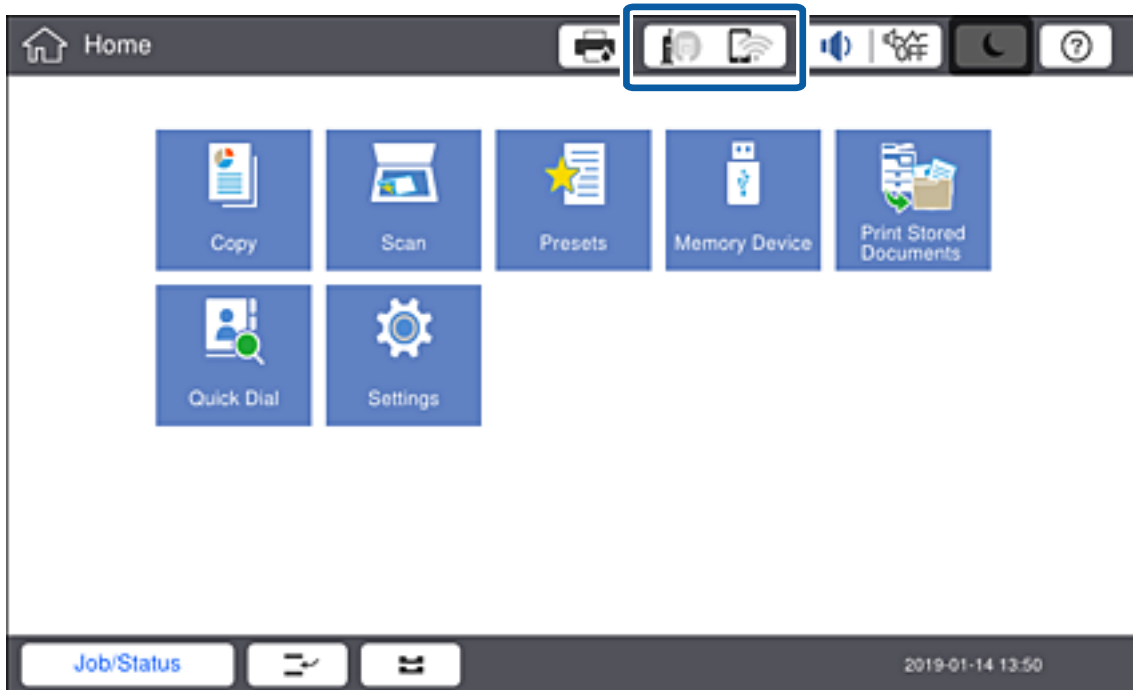 Home
OFF
?
Copy
Scan
Presets
Memory Device
Print Stored
Documents
Quick Dial
Settings
Job/Status
2019-01-14 13:50